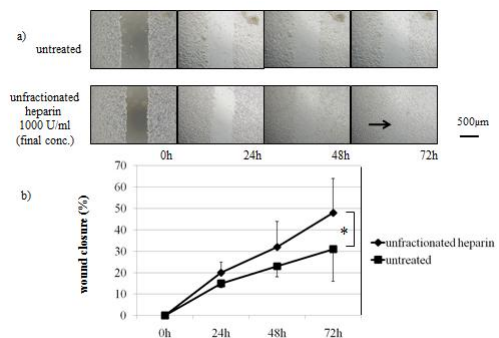 a)
untreated
unfractionated
heparin
1000 U/ml
(final conc.)
500µm
0h 24h 48h 72h
b)
wound closure (%)
70
60
50
40
30
20
10
0
*
unfractionated heparin
untreated
0h 24h 48h 72h